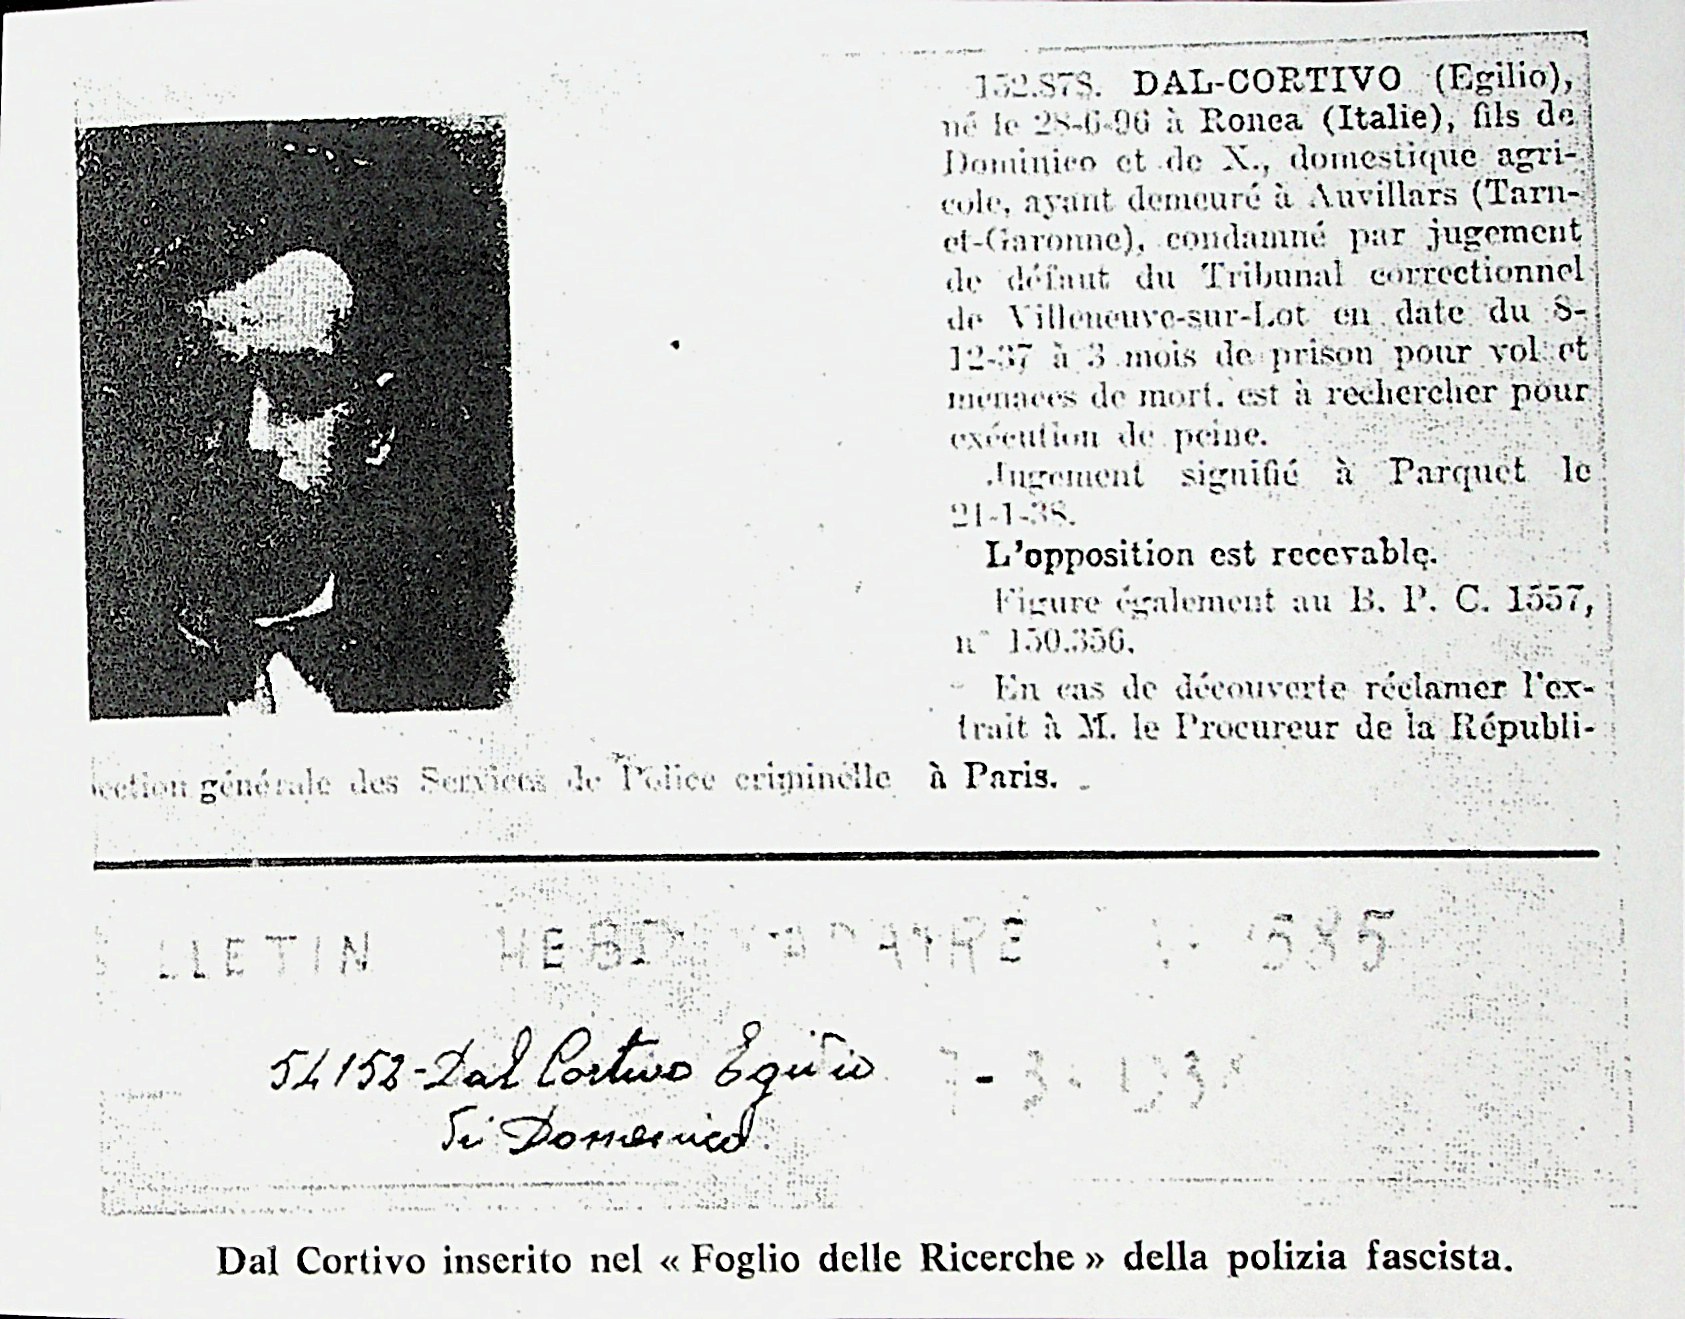 152.878. DAL-CORTIVO (Egilio),
né le 28-6-96 à Ronca (Italie), fils de
Dominico et de X., domestique agri-
cole, ayant demeuré à Auvillars (Tarn-
et-Garonne), condamné par jugement
de défaut du Tribunal correctionnel
de Villeneuve-sur-Lot en date du 8-
12-37 à 3 mois de prison pour vol et
menaces de mort, est à rechercher pour
exécution de peine.
Jugement signifié à Parquet le
21-1-38.
L'opposition est recevable.
Figure également au B. P. C. 1557,
n° 150.356.
En cas de découverte réclamer l'ex-
trait à M. le Procureur de la Républi-
ection générale des Services de Police criminelle à Paris.
LLETIN HEBDOMADAIRE 585
54152-Dal Cortivo Egidio
di Domenico
Dal Cortivo inserito nel « Foglio delle Ricerche » della polizia fascista.